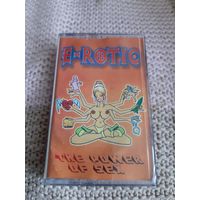 E-ROTIC
THE POWER
OF SEX